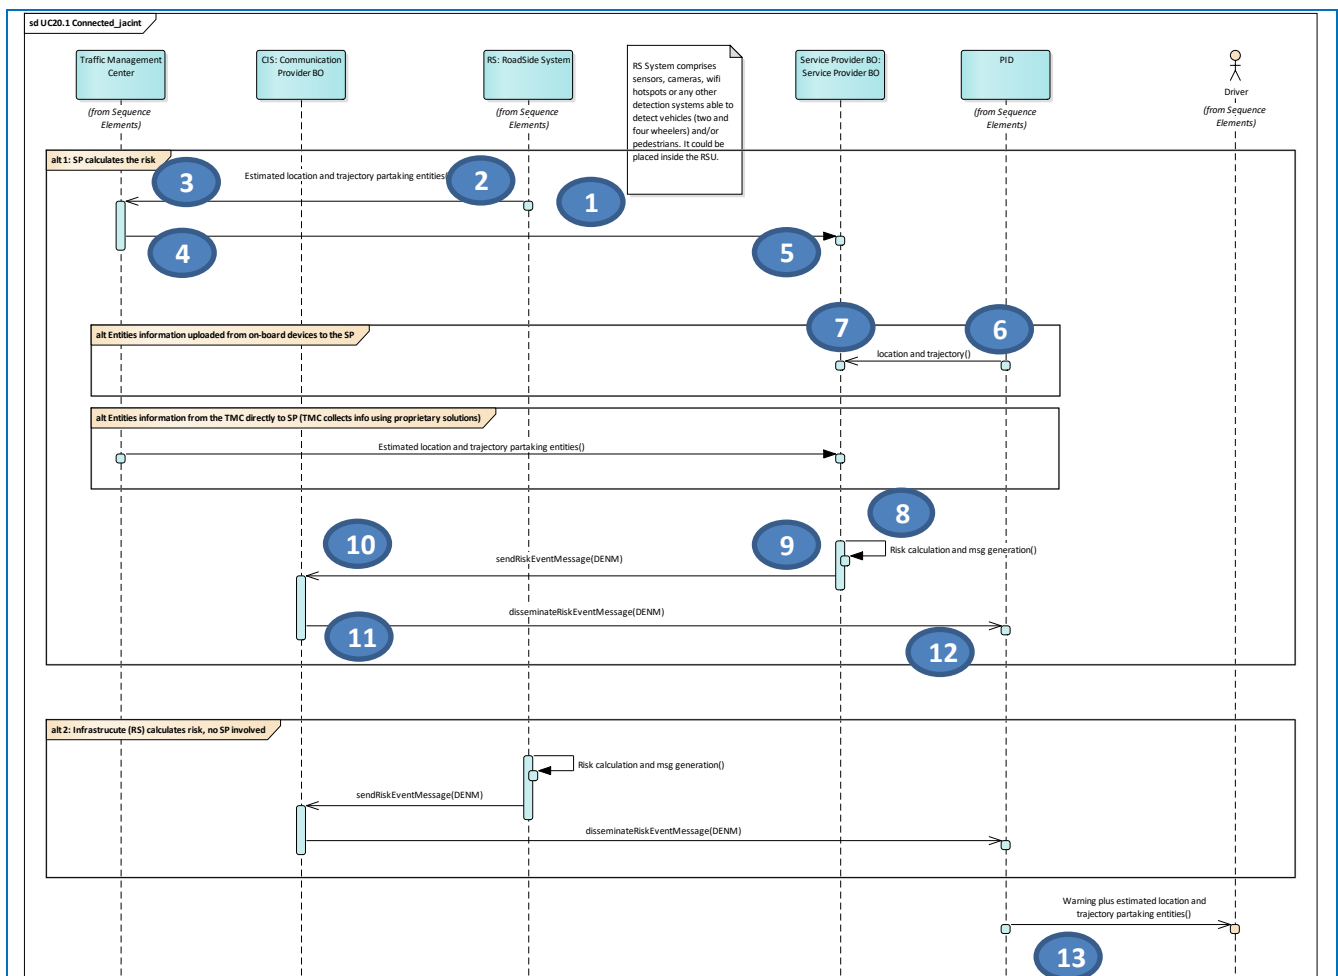 sd UC20.1 Connected_jacint
Traffic Management
Center
(from Sequence
Elements)
CIS: Communication
Provider BO
RS: RoadSide System
(from Sequence
Elements)
RS System comprises
sensors, cameras, wifi
hotspots or any other
detection systems able to
detect vehicles (two and
four wheelers) and/or
pedestrians. It could be
placed inside the RSU.
Service Provider BO:
Service Provider BO
PID
(from Sequence
Elements)
Driver
(from Sequence
Elements)
alt 1: SP calculates the risk
3
Estimated location and trajectory partaking entities(
2
1
4
5
alt Entities information uploaded from on-board devices to the SP
7
6
location and trajectory()
alt Entities information from the TMC directly to SP (TMC collects info using proprietary solutions)
Estimated location and trajectory partaking entities()
8
10
9
sendRiskEventMessage(DENM)
Risk calculation and msg generation()
disseminateRiskEventMessage(DENM)
11
12
alt 2: Infrastrucute (RS) calculates risk, no SP involved
Risk calculation and msg generation()
sendRiskEventMessage(DENM)
disseminateRiskEventMessage(DENM)
Warning plus estimated location and
trajectory partaking entities()
13